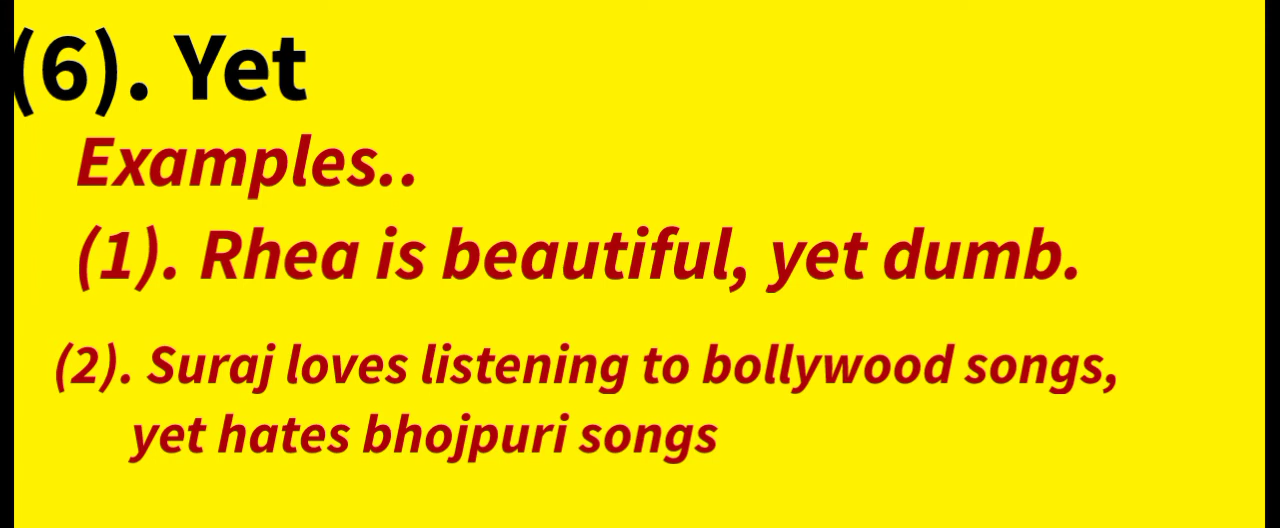 (6). Yet
Examples..
(1). Rhea is beautiful, yet dumb.
(2). Suraj loves listening to bollywood songs,
yet hates bhojpuri songs